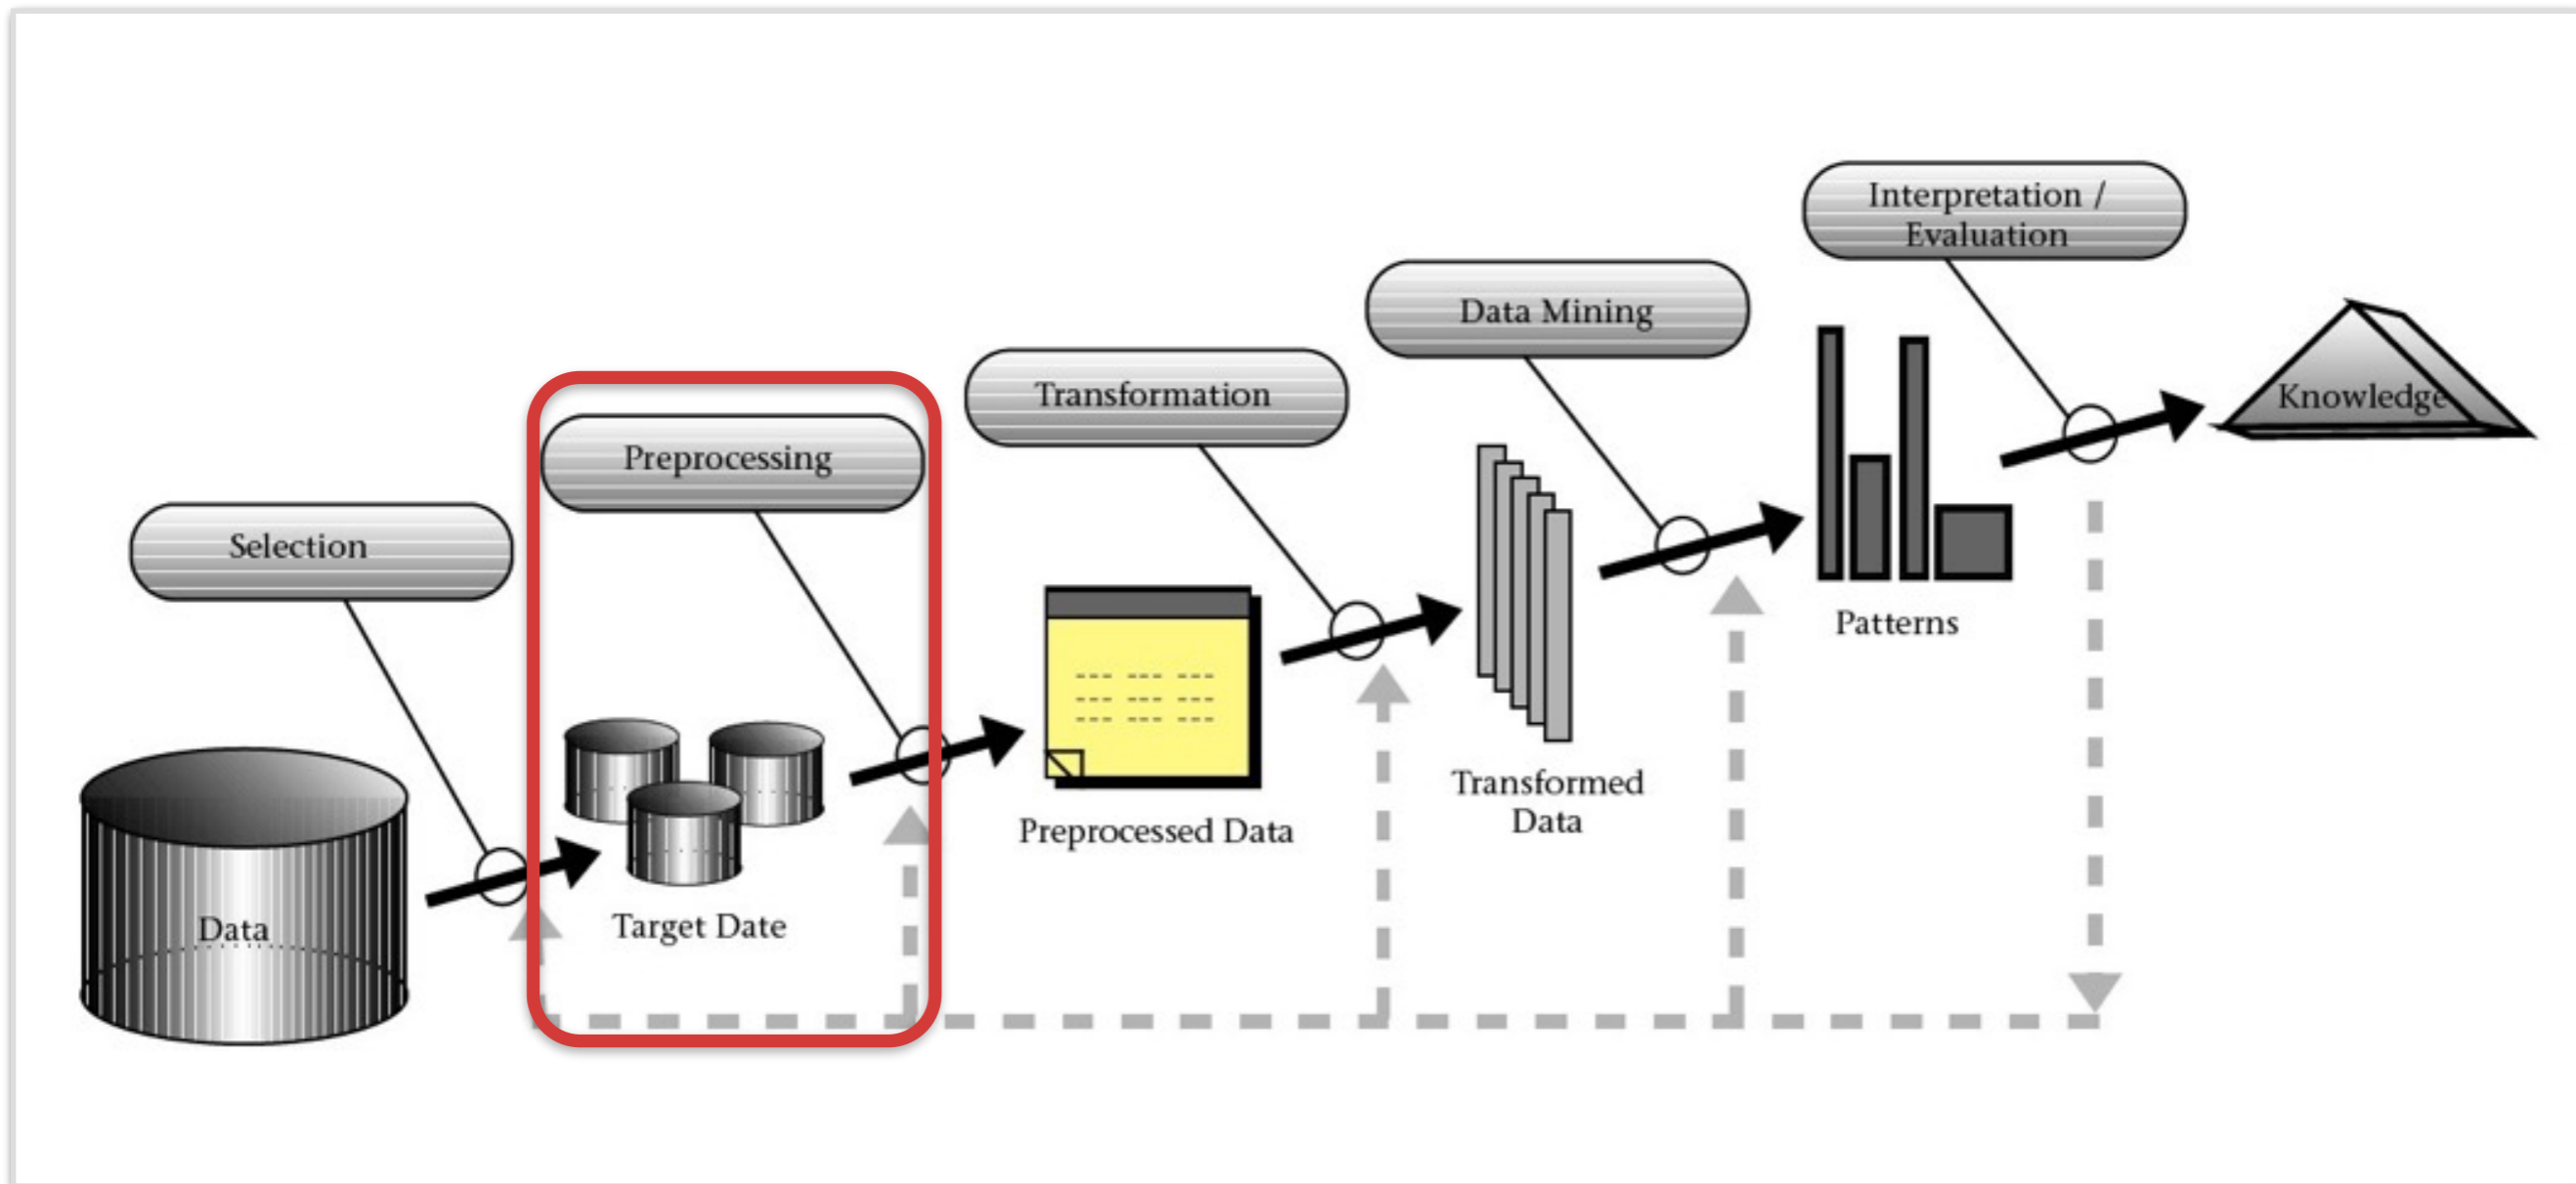 Interpretation /
Evaluation
Data Mining
Transformation
Preprocessing
Selection
Knowledge
Patterns
Transformed
Data
Preprocessed Data
Target Date
Data